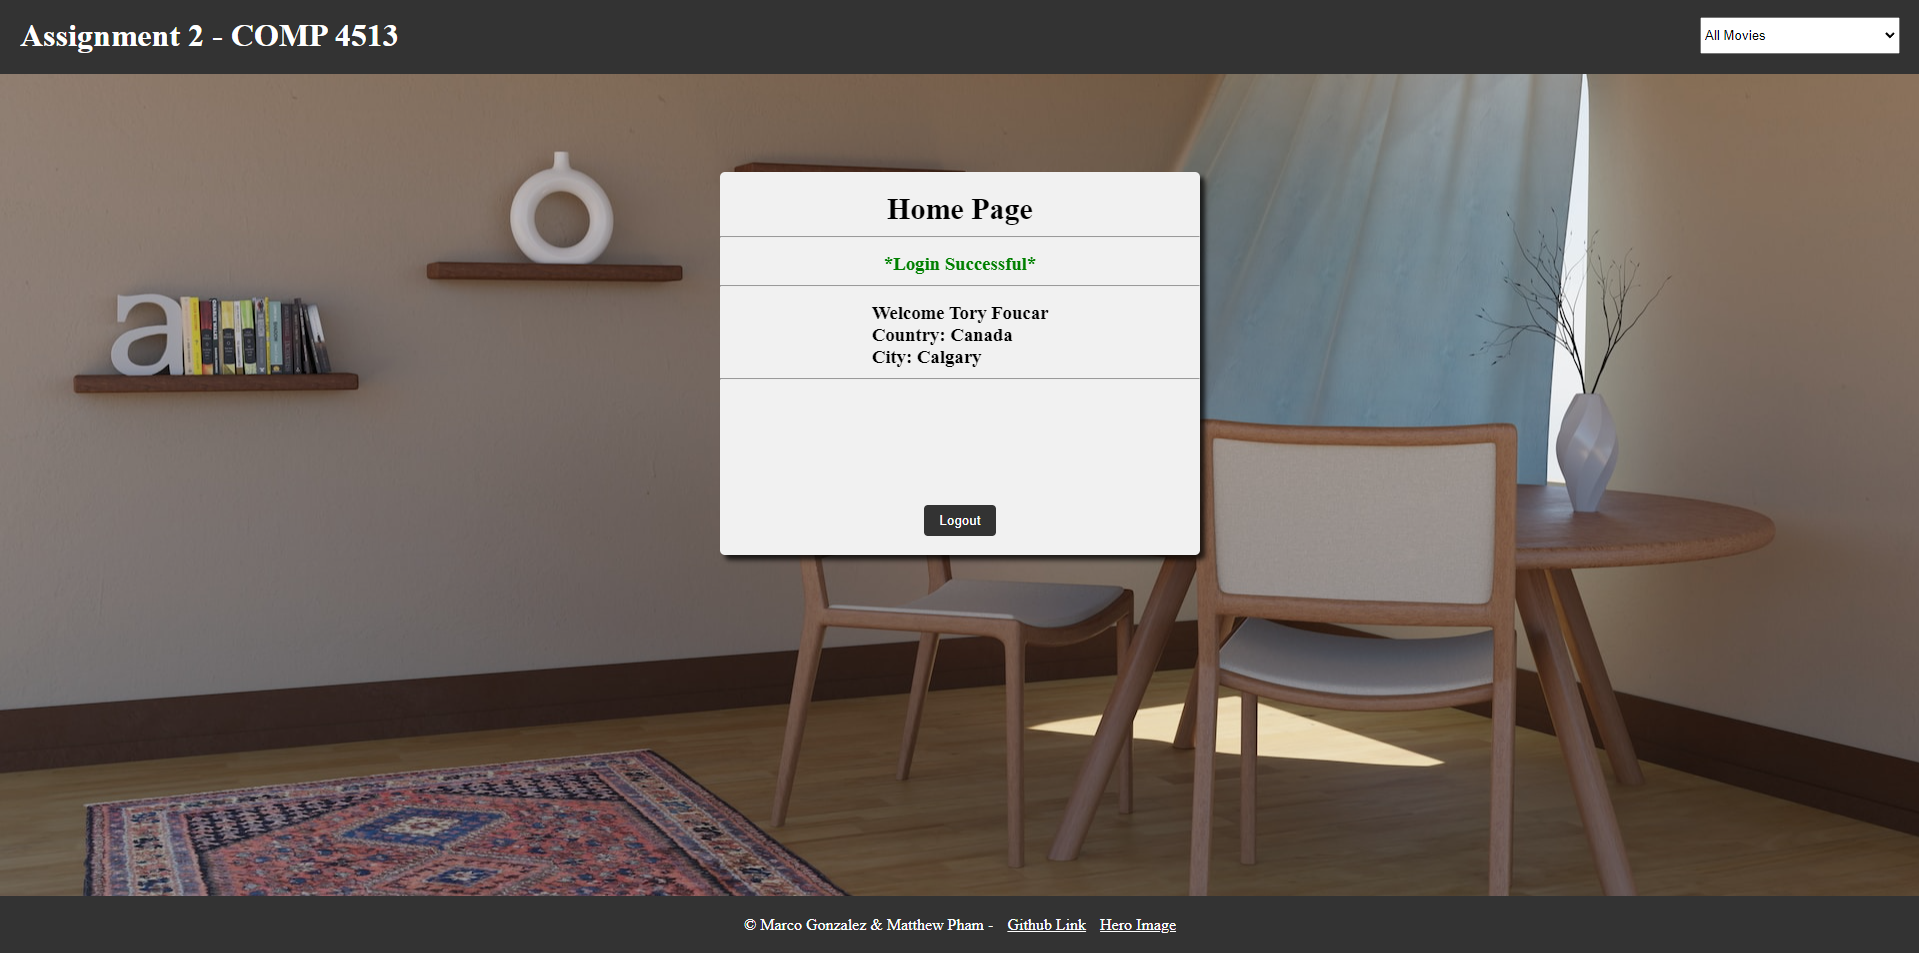 Assignment 2 - COMP 4513
All Movies
Home Page
*Login Successful*
Welcome Tory Foucar
Country: Canada
City: Calgary
Logout
© Marco Gonzalez & Matthew Pham - Github Link Hero Image
a